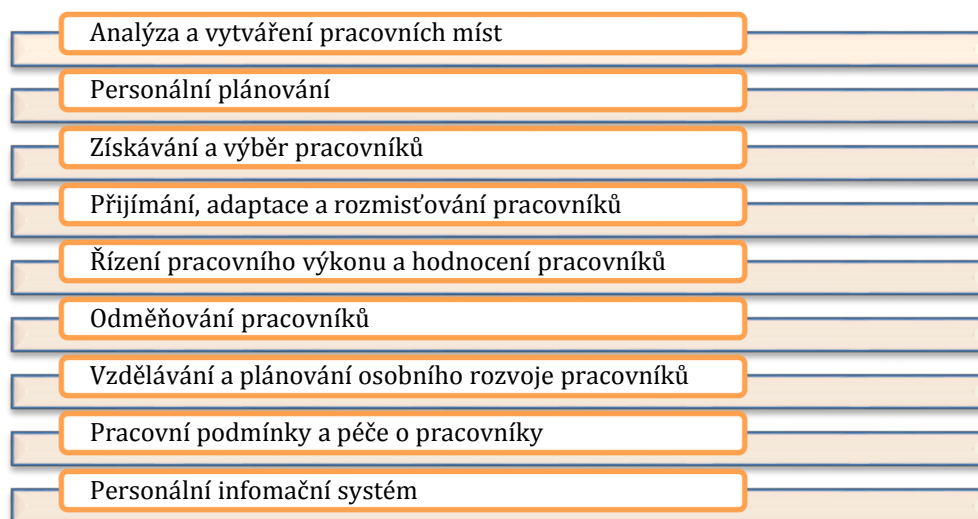 Analýza a vytváření pracovních míst
Personální plánování
Získávání a výběr pracovníků
Přijímání, adaptace a rozmisťování pracovníků
Řízení pracovního výkonu a hodnocení pracovníků
Odměňování pracovníků
Vzdělávání a plánování osobního rozvoje pracovníků
Pracovní podmínky a péče o pracovníky
Personální infomační systém